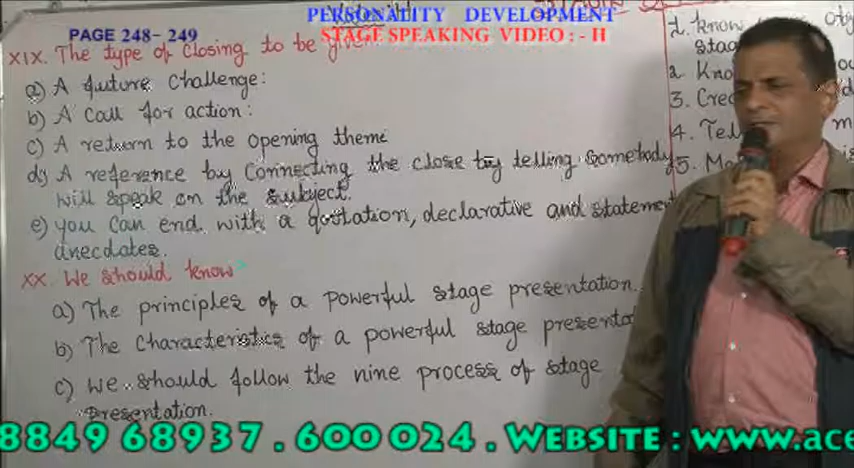 PERSONALITY DEVELOPMENT
STAGE SPEAKING VIDEO : - H
PAGE 248- 249
XIX. The type of closing to be given
a) A future challenge:
b) A call for action:
c) A return to the opening theme
d) A reference by connecting the close by telling somebody
will speak on the subject.
e) you can end with a quotation, declarative and statement
anecdates.
XX. We should know
a) The principles of a powerful stage presentation.
b) The characteristics of a powerful stage presenta
c) we should follow the nine process of stage
presentation.
1. know
stag
2 Kno
3. Cre
4. Tel
5. Mo
8849 68937 . 600 024 . WEBSITE : www.ace